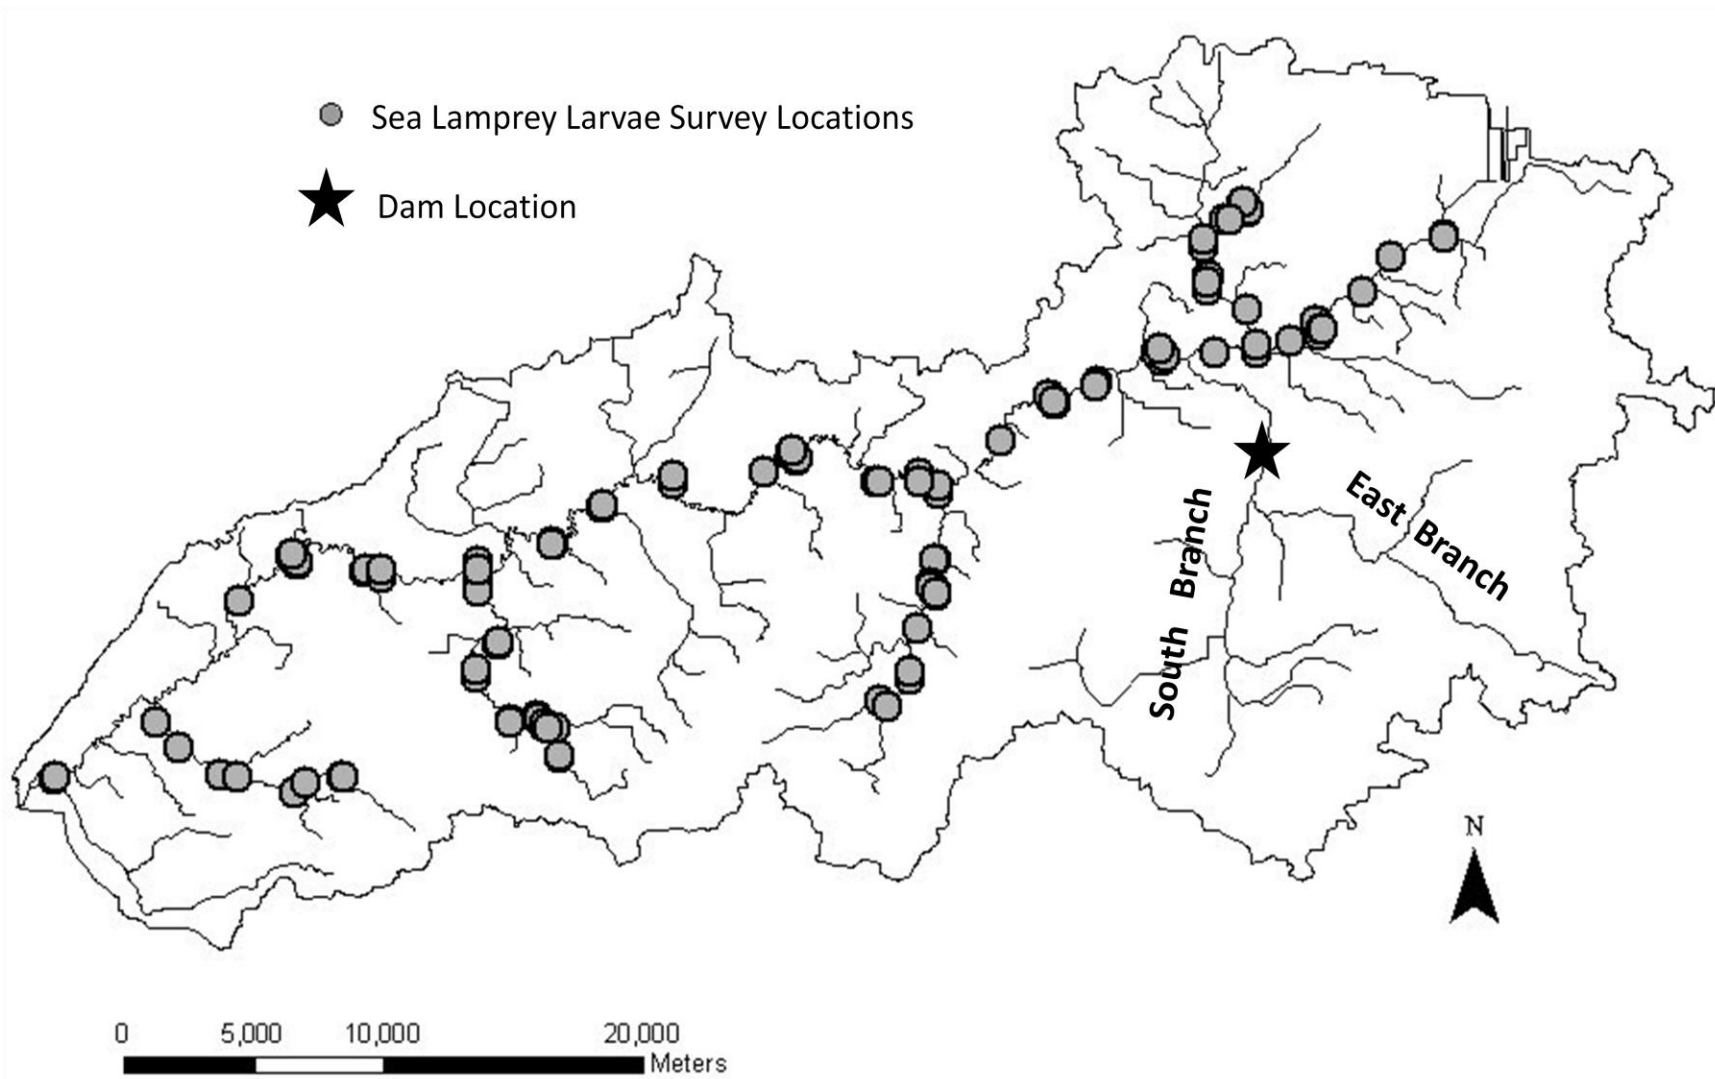 Sea Lamprey Larvae Survey Locations
Dam Location
East Branch
South Branch
N
0 5,000 10,000 20,000
Meters